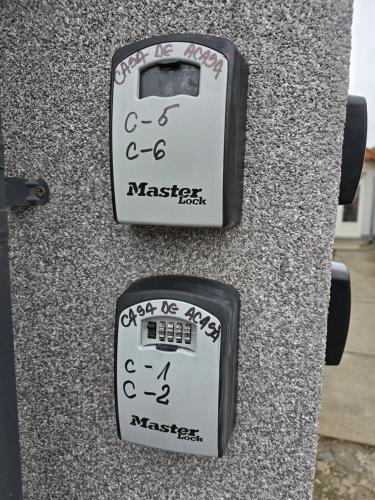 CASA DE ACASA
C-5
C-6
Master
Lock
CASA DE ACASA
C-1
C-2
Master
Lock